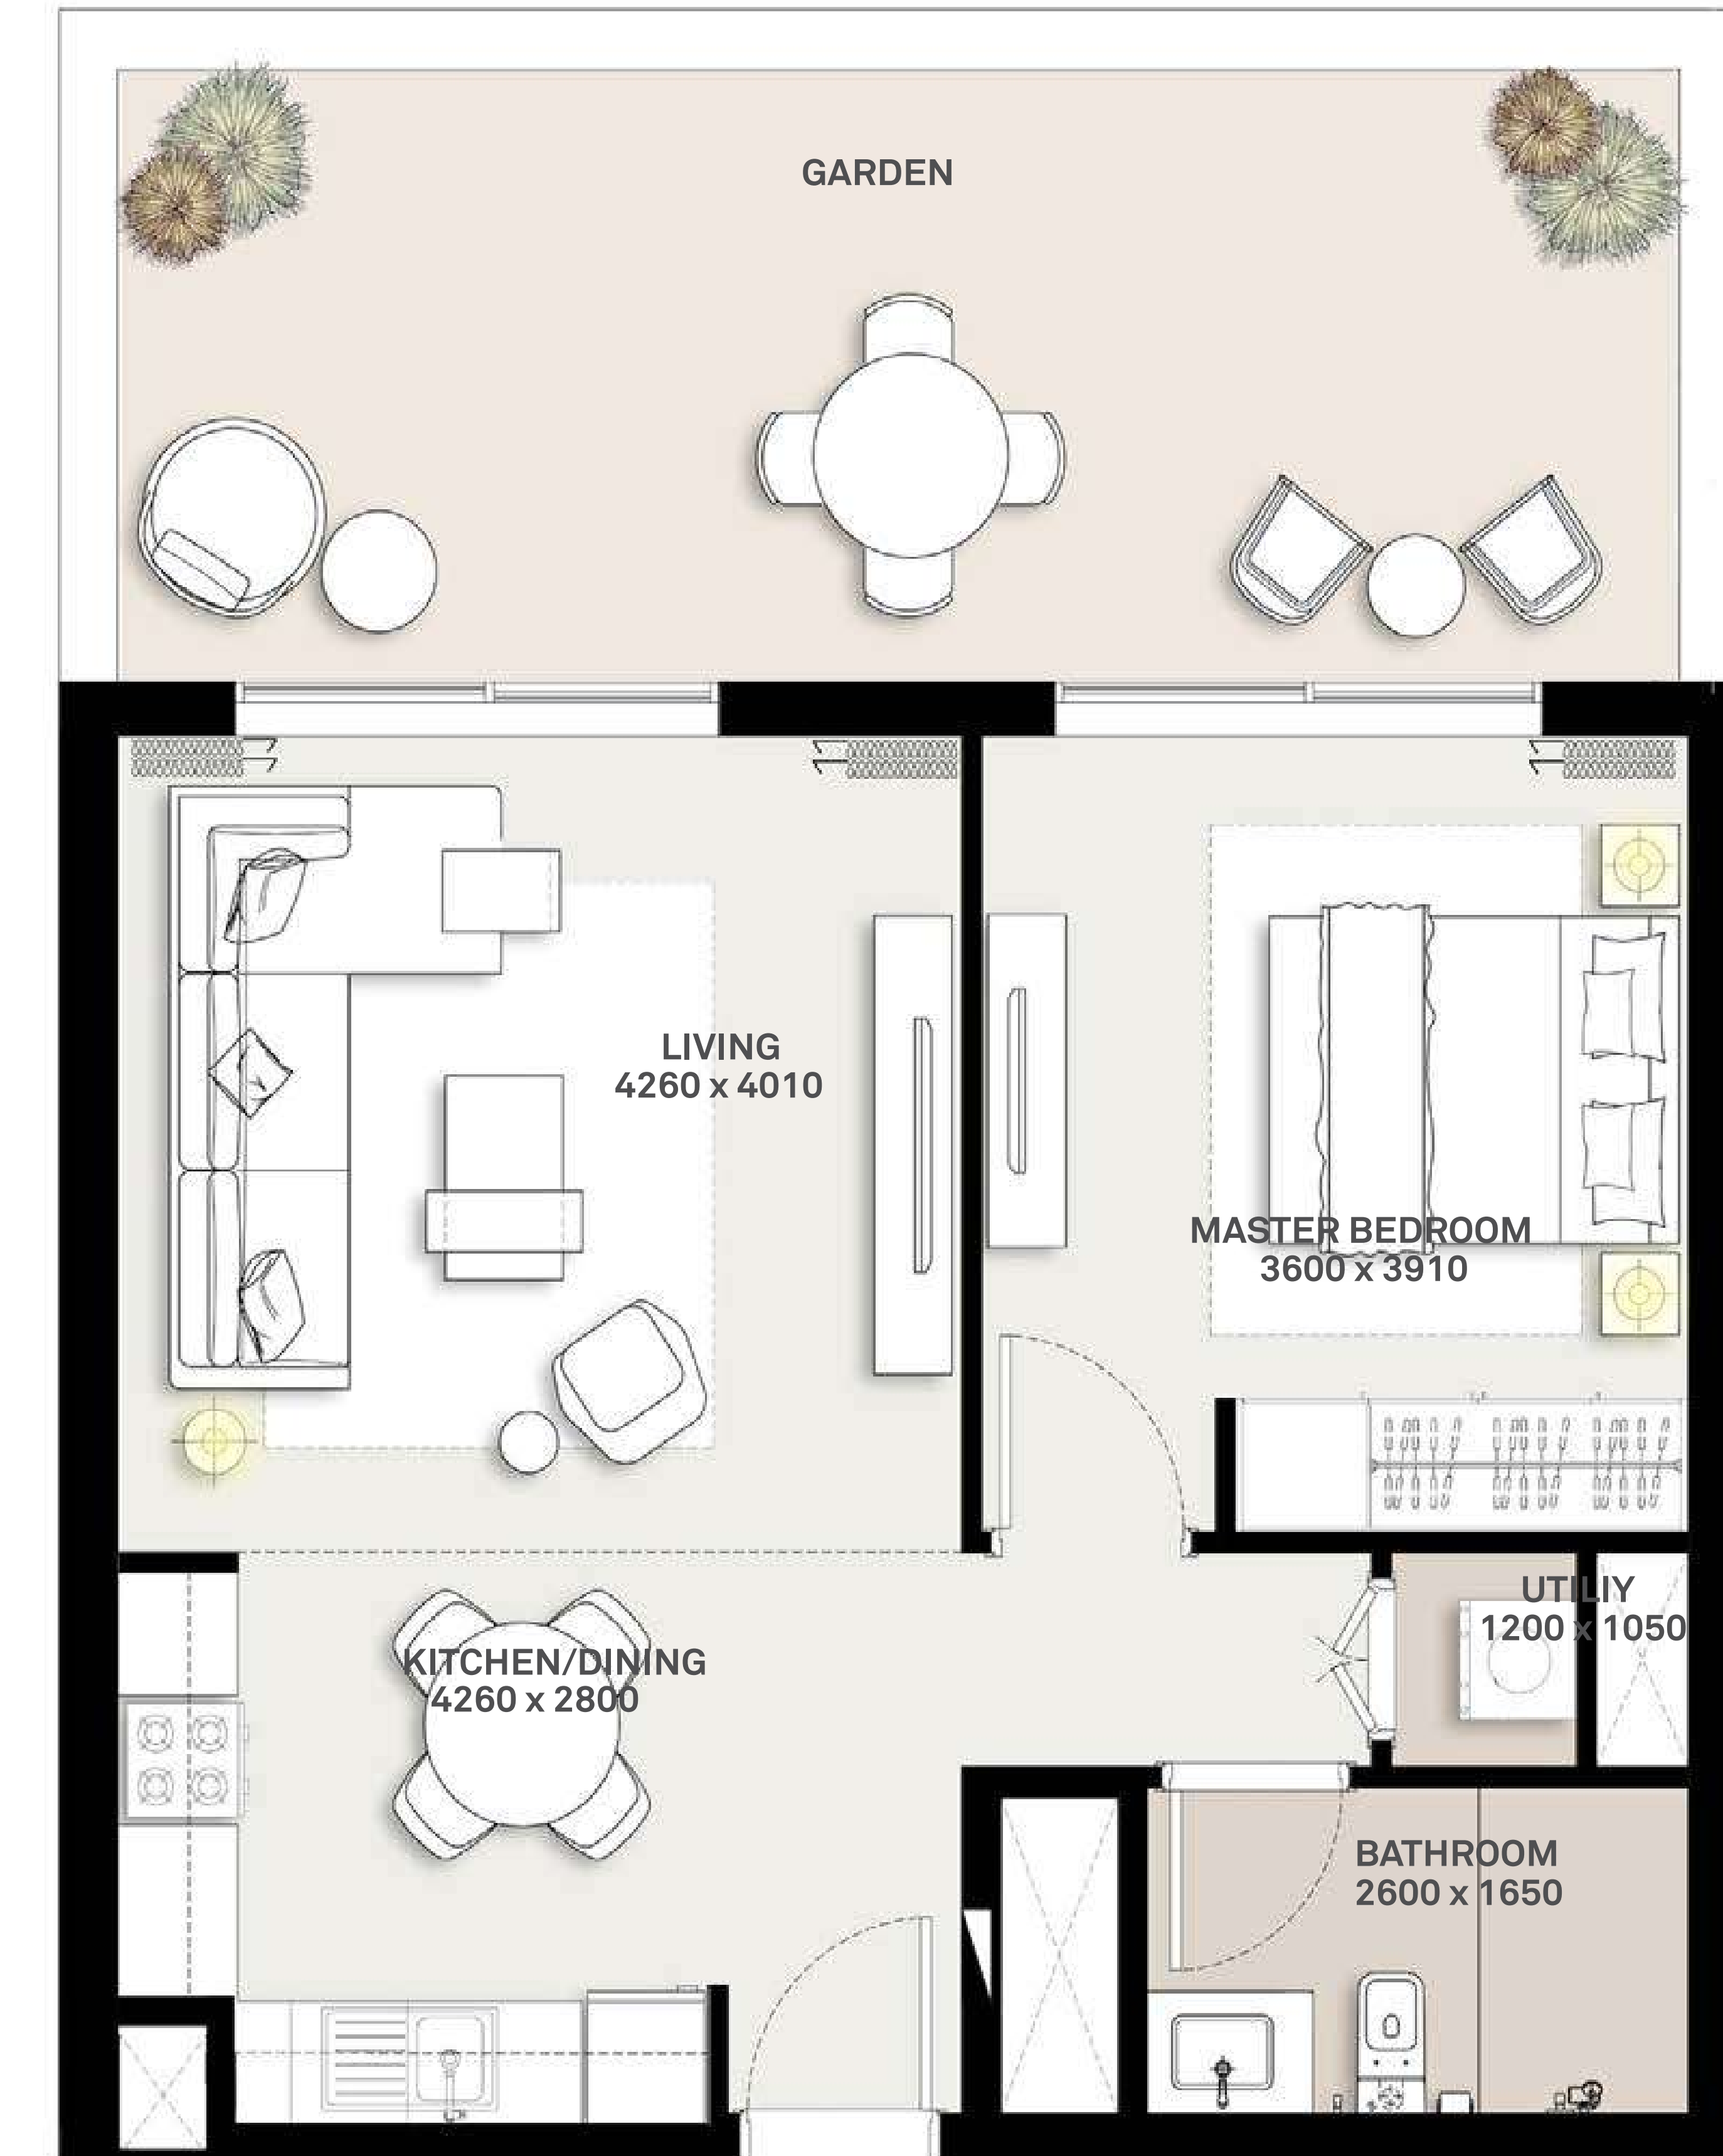 GARDEN
LIVING
4260 x 4010
MASTER BEDROOM
3600 x 3910
UTILIY
1200 x 1050
KITCHEN/DINING
4260 x 2800
BATHROOM
2600 x 1650